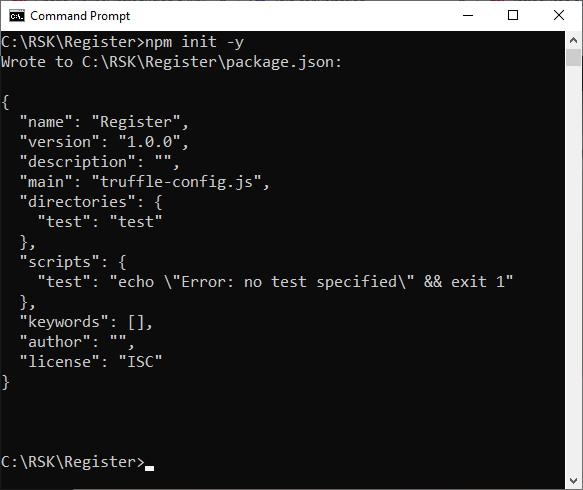 Command Prompt
C:\RSK\Register>npm init -y
Wrote to C:\RSK\Register\package.json:
{
  "name": "Register",
  "version": "1.0.0",
  "description": "",
  "main": "truffle-config.js",
  "directories": {
    "test": "test"
  },
  "scripts": {
    "test": "echo \"Error: no test specified\" && exit 1"
  },
  "keywords": [],
  "author": "",
  "license": "ISC"
}
C:\RSK\Register>